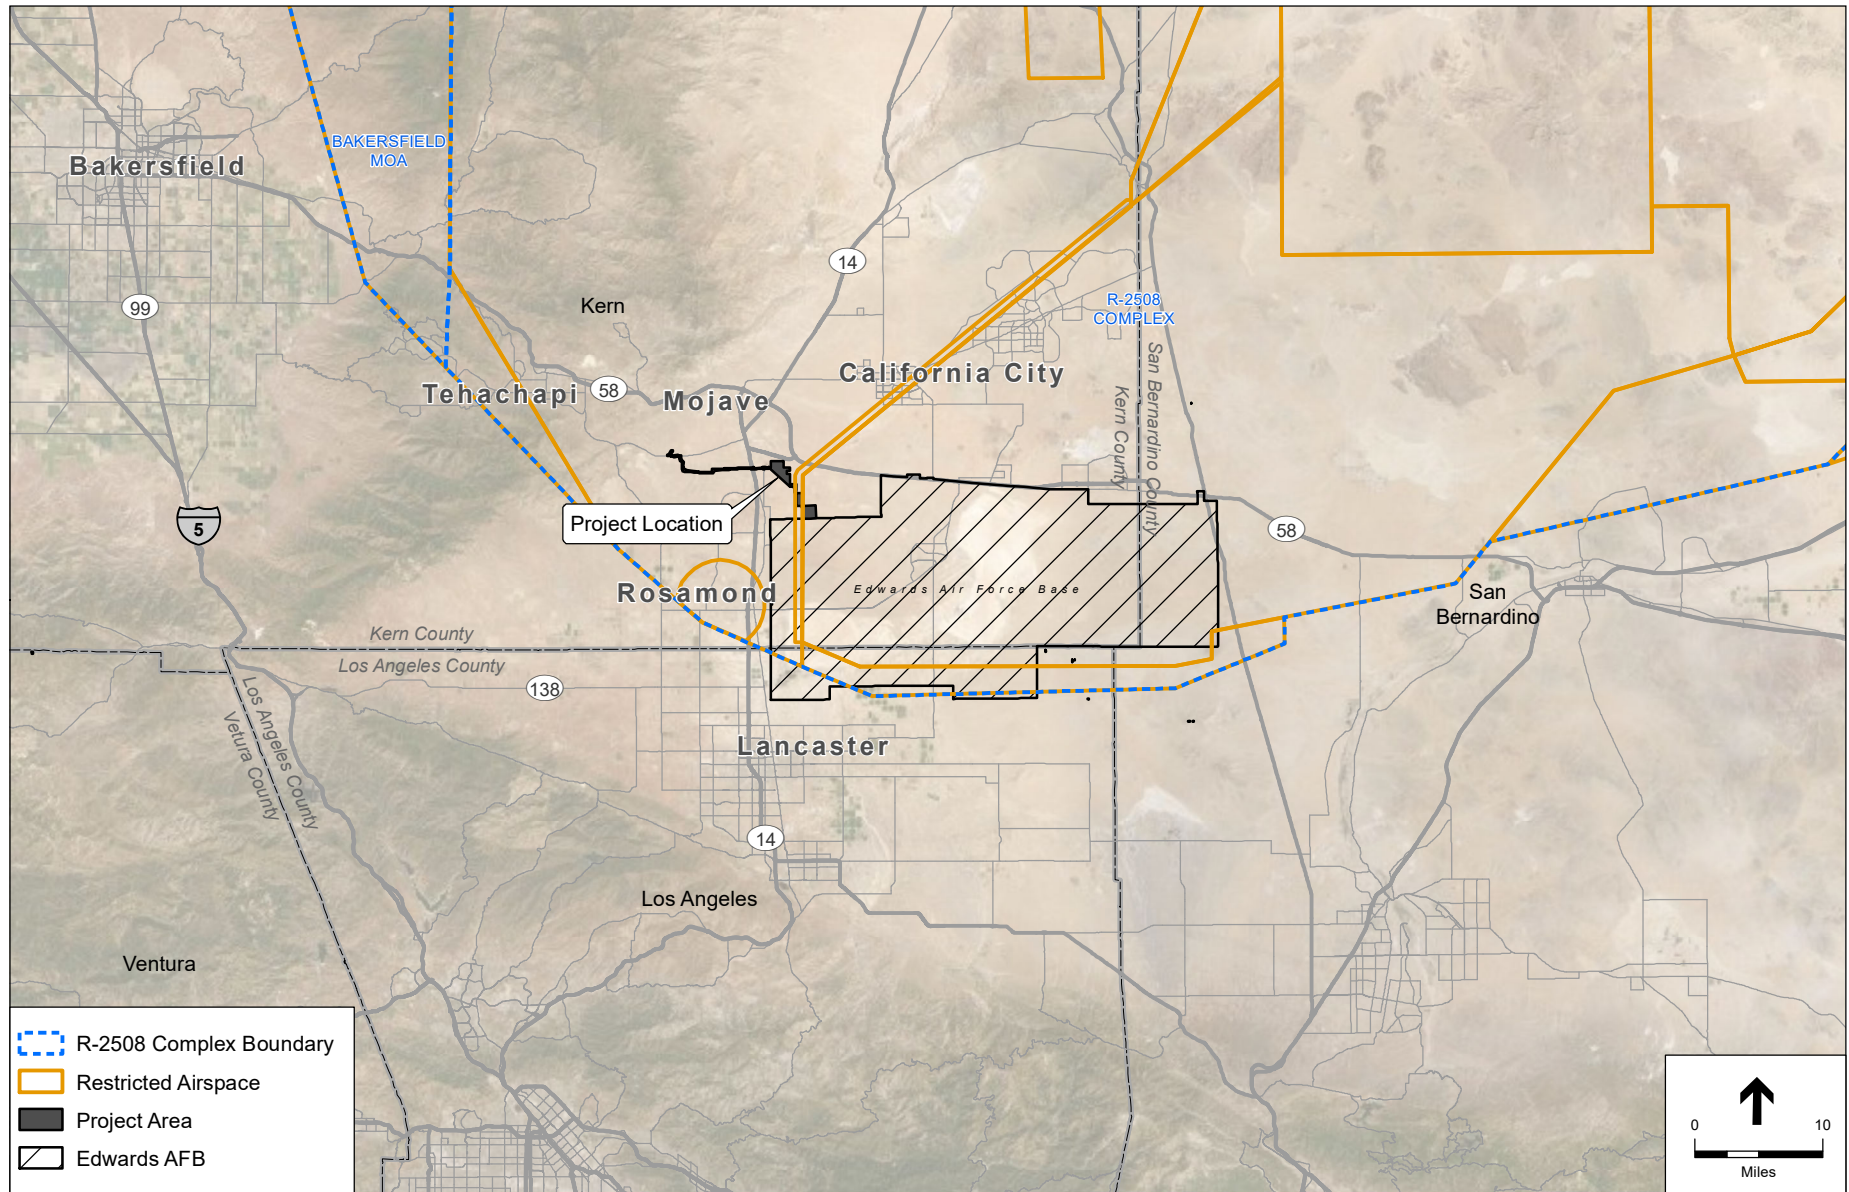 BAKERSFIELD
MOA
Bakersfield
14
99
Kern
R-2508
COMPLEX
San Bernardino County
Kern County
California City
Tehachapi
58
Mojave
5
Project Location
58
Edwards Air Force Base
Rosamond
San
Bernardino
Kern County
Los Angeles County
138
Los Angeles County
Vetura County
Lancaster
14
Los Angeles
Ventura
R-2508 Complex Boundary
Restricted Airspace
Project Area
Edwards AFB
0 10
Miles